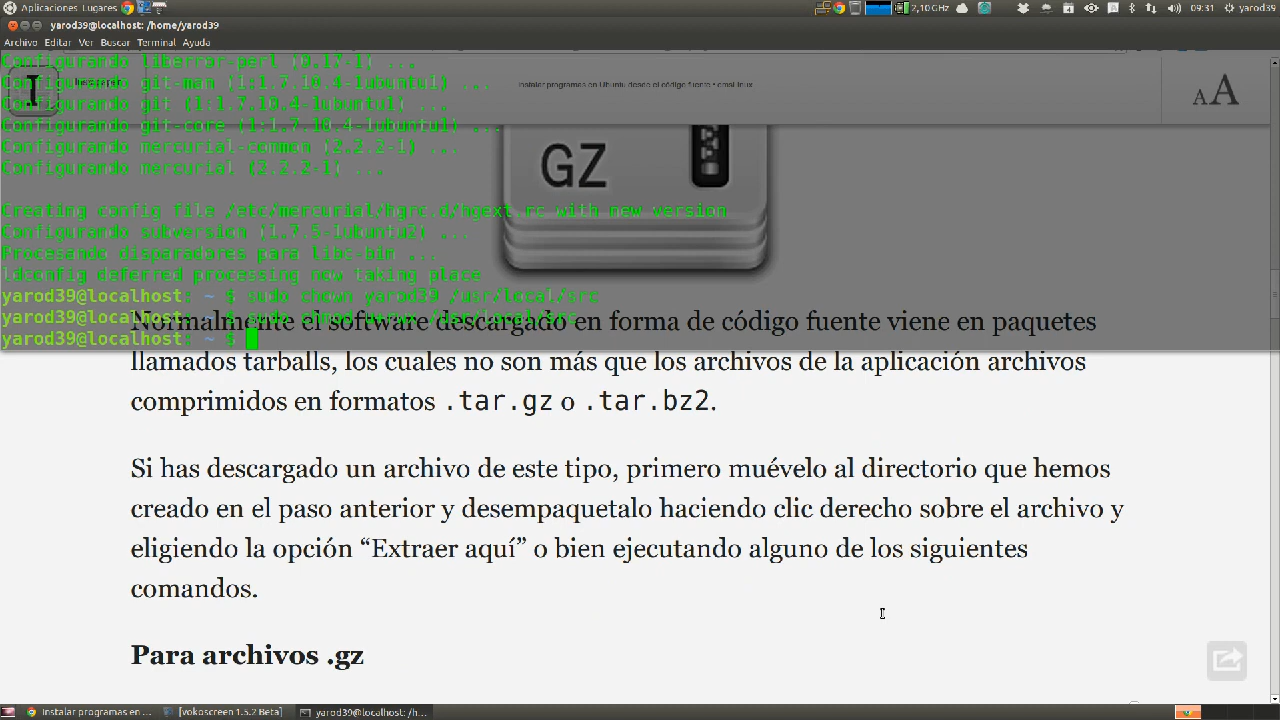 Aplicaciones Lugares
2,10 GHz
09:31
yarod39
yarod39@localhost: /home/yarod39
Archivo Editar Ver Buscar Terminal Ayuda
Configurando liberror-perl (0.17-1) ...
Configurando git-man (1:1.7.10.4-1ubuntu1) ...
Instalar programas en Ubuntu desde el código fuente
AA
Configurando git (1:1.7.10.4-1ubuntu1) ...
Configurando git-core (1:1.7.10.4-1ubuntu1) ...
Configurando mercurial-common (2.2.2-1) ...
Configurando mercurial (2.2.2-1) ...
GZ
Creating config file /etc/mercurial/hgrc.d/hgext.rc with new version
Configurando subversion (1.7.5-1ubuntu2) ...
Procesando disparadores para libc-bin ...
ldconfig deferred processing now taking place
yarod39@localhost: ~ $ sudo chown yarod39 /usr/local/src
yarod39@localhost: ~ $ sudo chmod u+rwx /usr/local/src
yarod39@localhost: ~ $
Normalmente el software descargado en forma de código fuente viene en paquetes
llamados tarballs, los cuales no son más que los archivos de la aplicación archivos
comprimidos en formatos .tar.gz o .tar.bz2.
Si has descargado un archivo de este tipo, primero muévelo al directorio que hemos
creado en el paso anterior y desempaquetalo haciendo clic derecho sobre el archivo y
eligiendo la opción “Extraer aquí” o bien ejecutando alguno de los siguientes
comandos.
Para archivos .gz
Instalar programas en ...
[vokoscreen 1.5.2 Beta]
yarod39@localhost: /h...